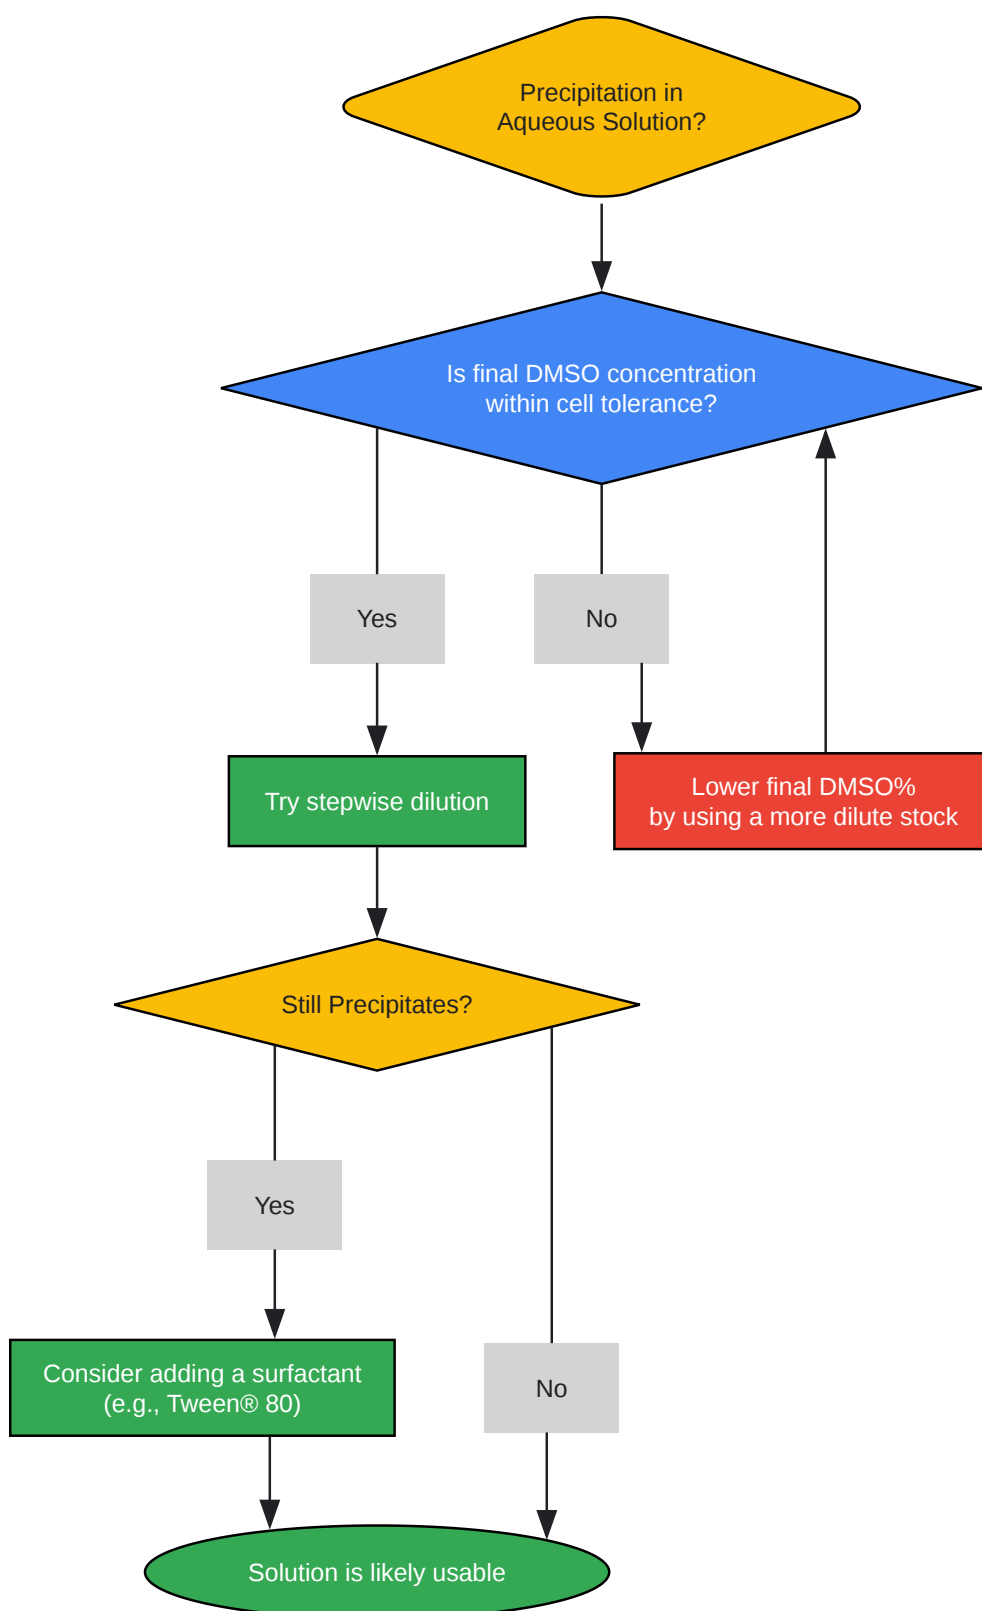 Precipitation in
Aqueous Solution?
Is final DMSO concentration
within cell tolerance?
Yes
No
Try stepwise dilution
Lower final DMSO%
by using a more dilute stock
Still Precipitates?
Yes
Consider adding a surfactant
(e.g., Tween® 80)
No
Solution is likely usable